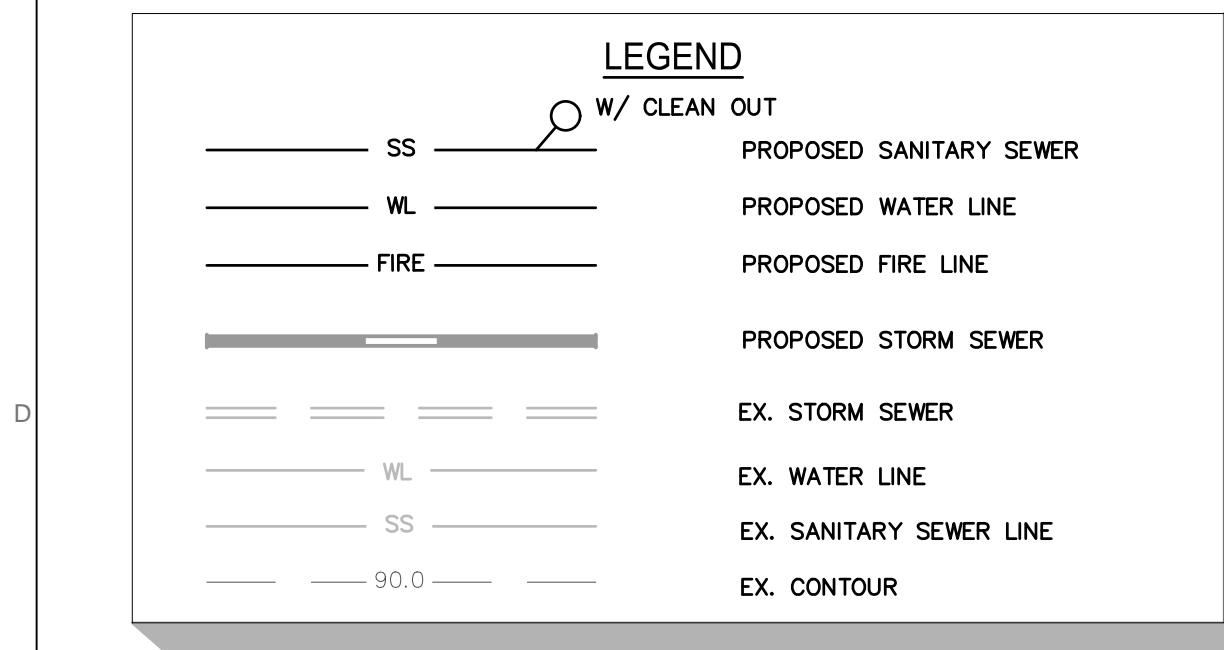 LEGEND
W/ CLEAN OUT
SS PROPOSED SANITARY SEWER
WL PROPOSED WATER LINE
FIRE PROPOSED FIRE LINE
PROPOSED STORM SEWER
D EX. STORM SEWER
WL EX. WATER LINE
SS EX. SANITARY SEWER LINE
90.0 EX. CONTOUR